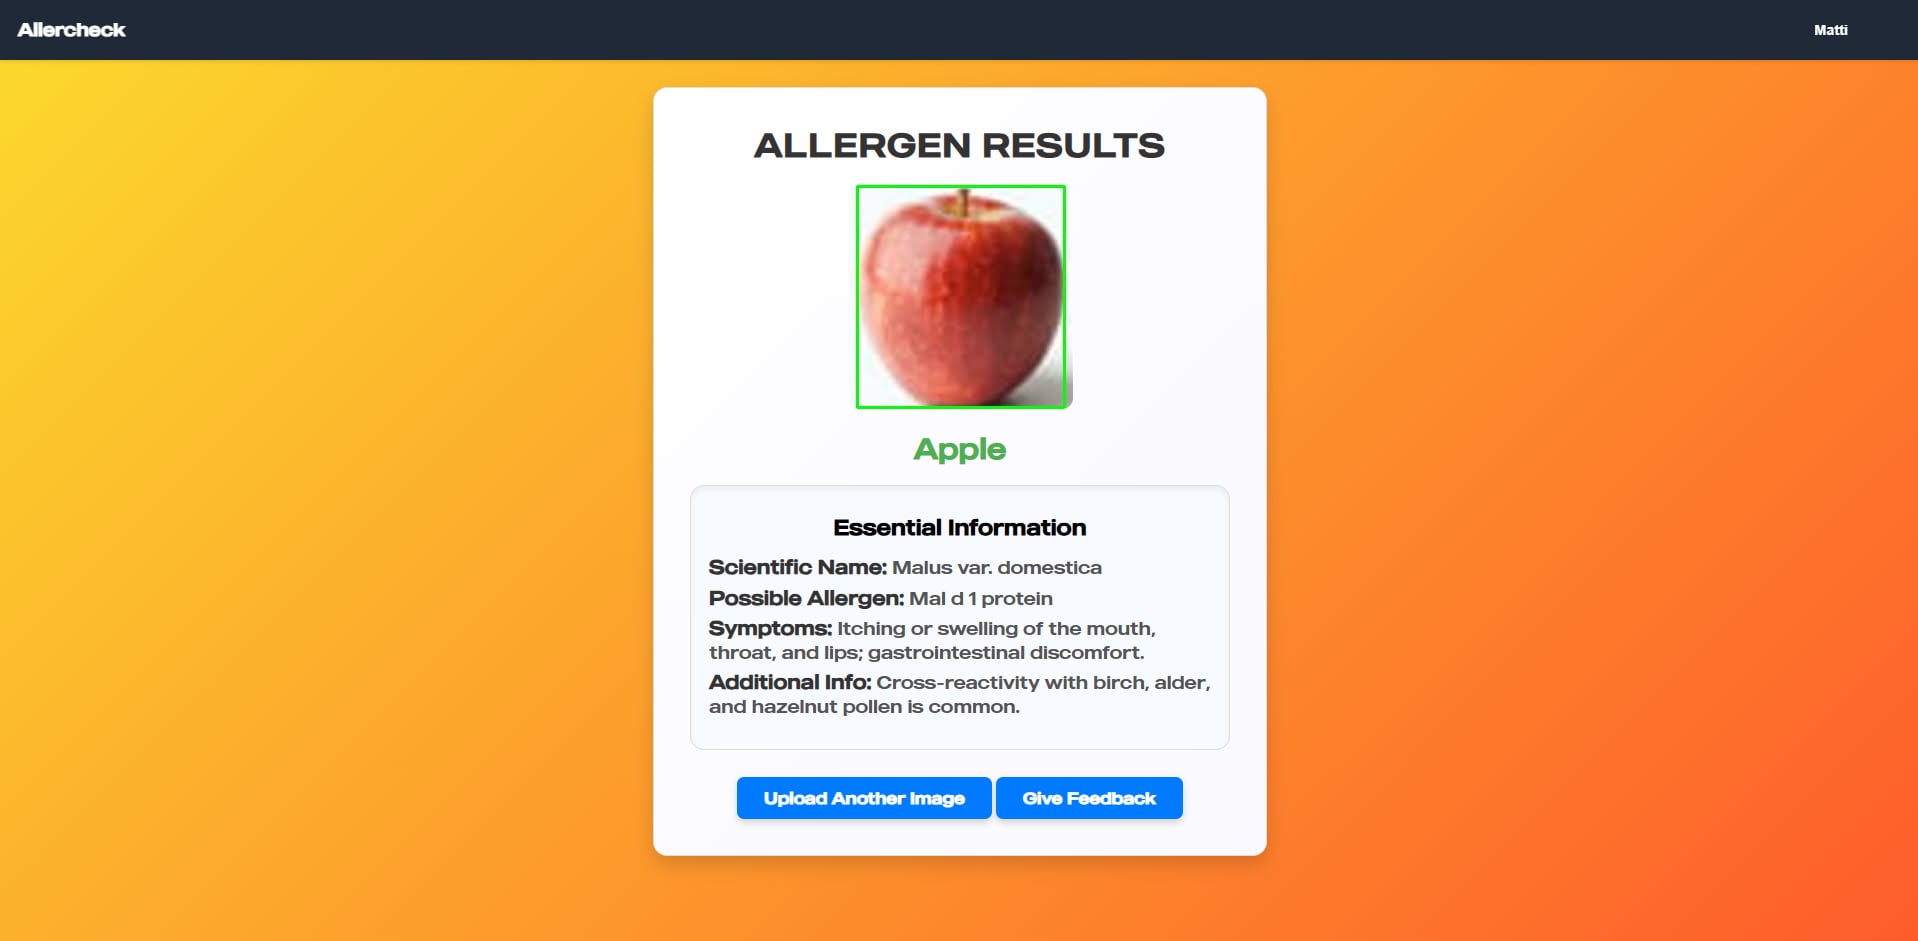 Allercheck
Matti
ALLERGEN RESULTS
Apple
Essential Information
Scientific Name: Malus var. domestica
Possible Allergen: Mal d 1 protein
Symptoms: Itching or swelling of the mouth,
throat, and lips; gastrointestinal discomfort.
Additional Info: Cross-reactivity with birch, alder,
and hazelnut pollen is common.
Upload Another Image
Give Feedback